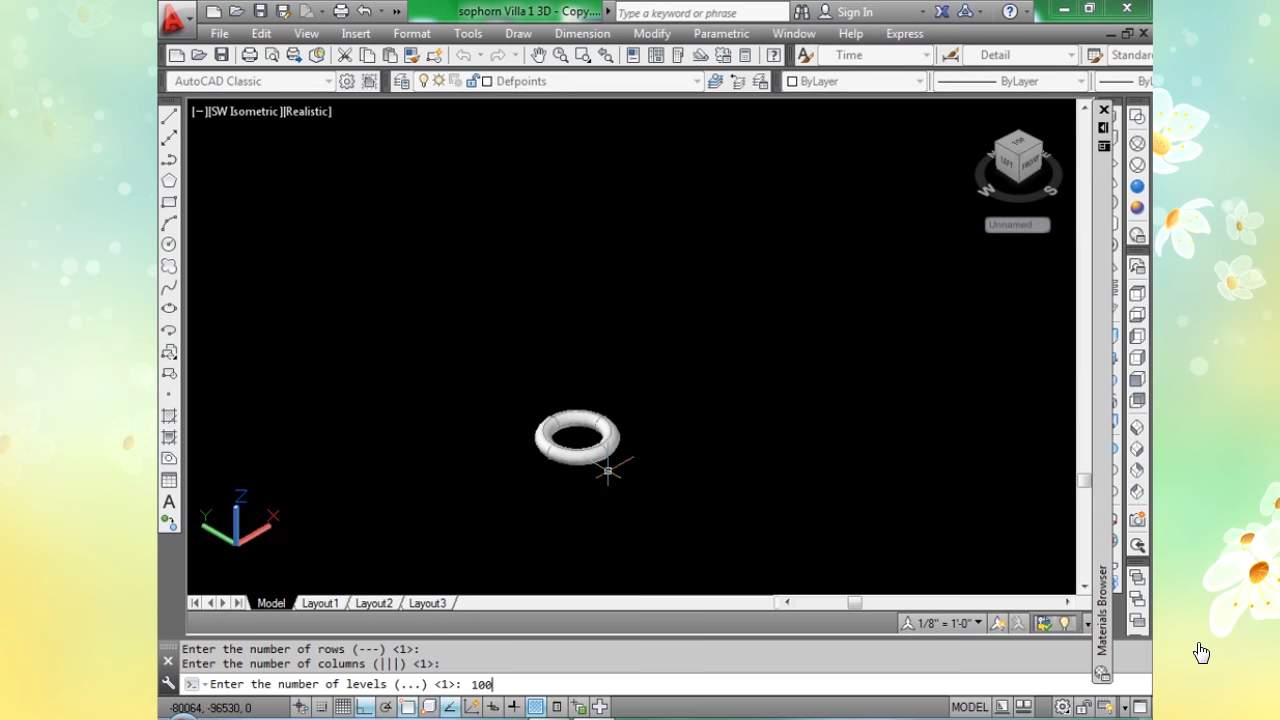 sophorn Villa 1 3D - Copy....
Type a keyword or phrase
Sign In
File Edit View Insert Format Tools Draw Dimension Modify Parametric Window Help Express
Time
Detail
Standard
AutoCAD Classic
Defpoints
ByLayer
ByLayer
[−][SW Isometric][Realistic]
TOP
LEFT
FRONT
W
S
Unnamed
Z
Y
X
Model Layout1 Layout2 Layout3
1/8" = 1'-0"
Materials Browser
Enter the number of rows (---) <1>:
Enter the number of columns (|||) <1>:
Enter the number of levels (...) <1>: 100
-80064, -96530, 0
MODEL